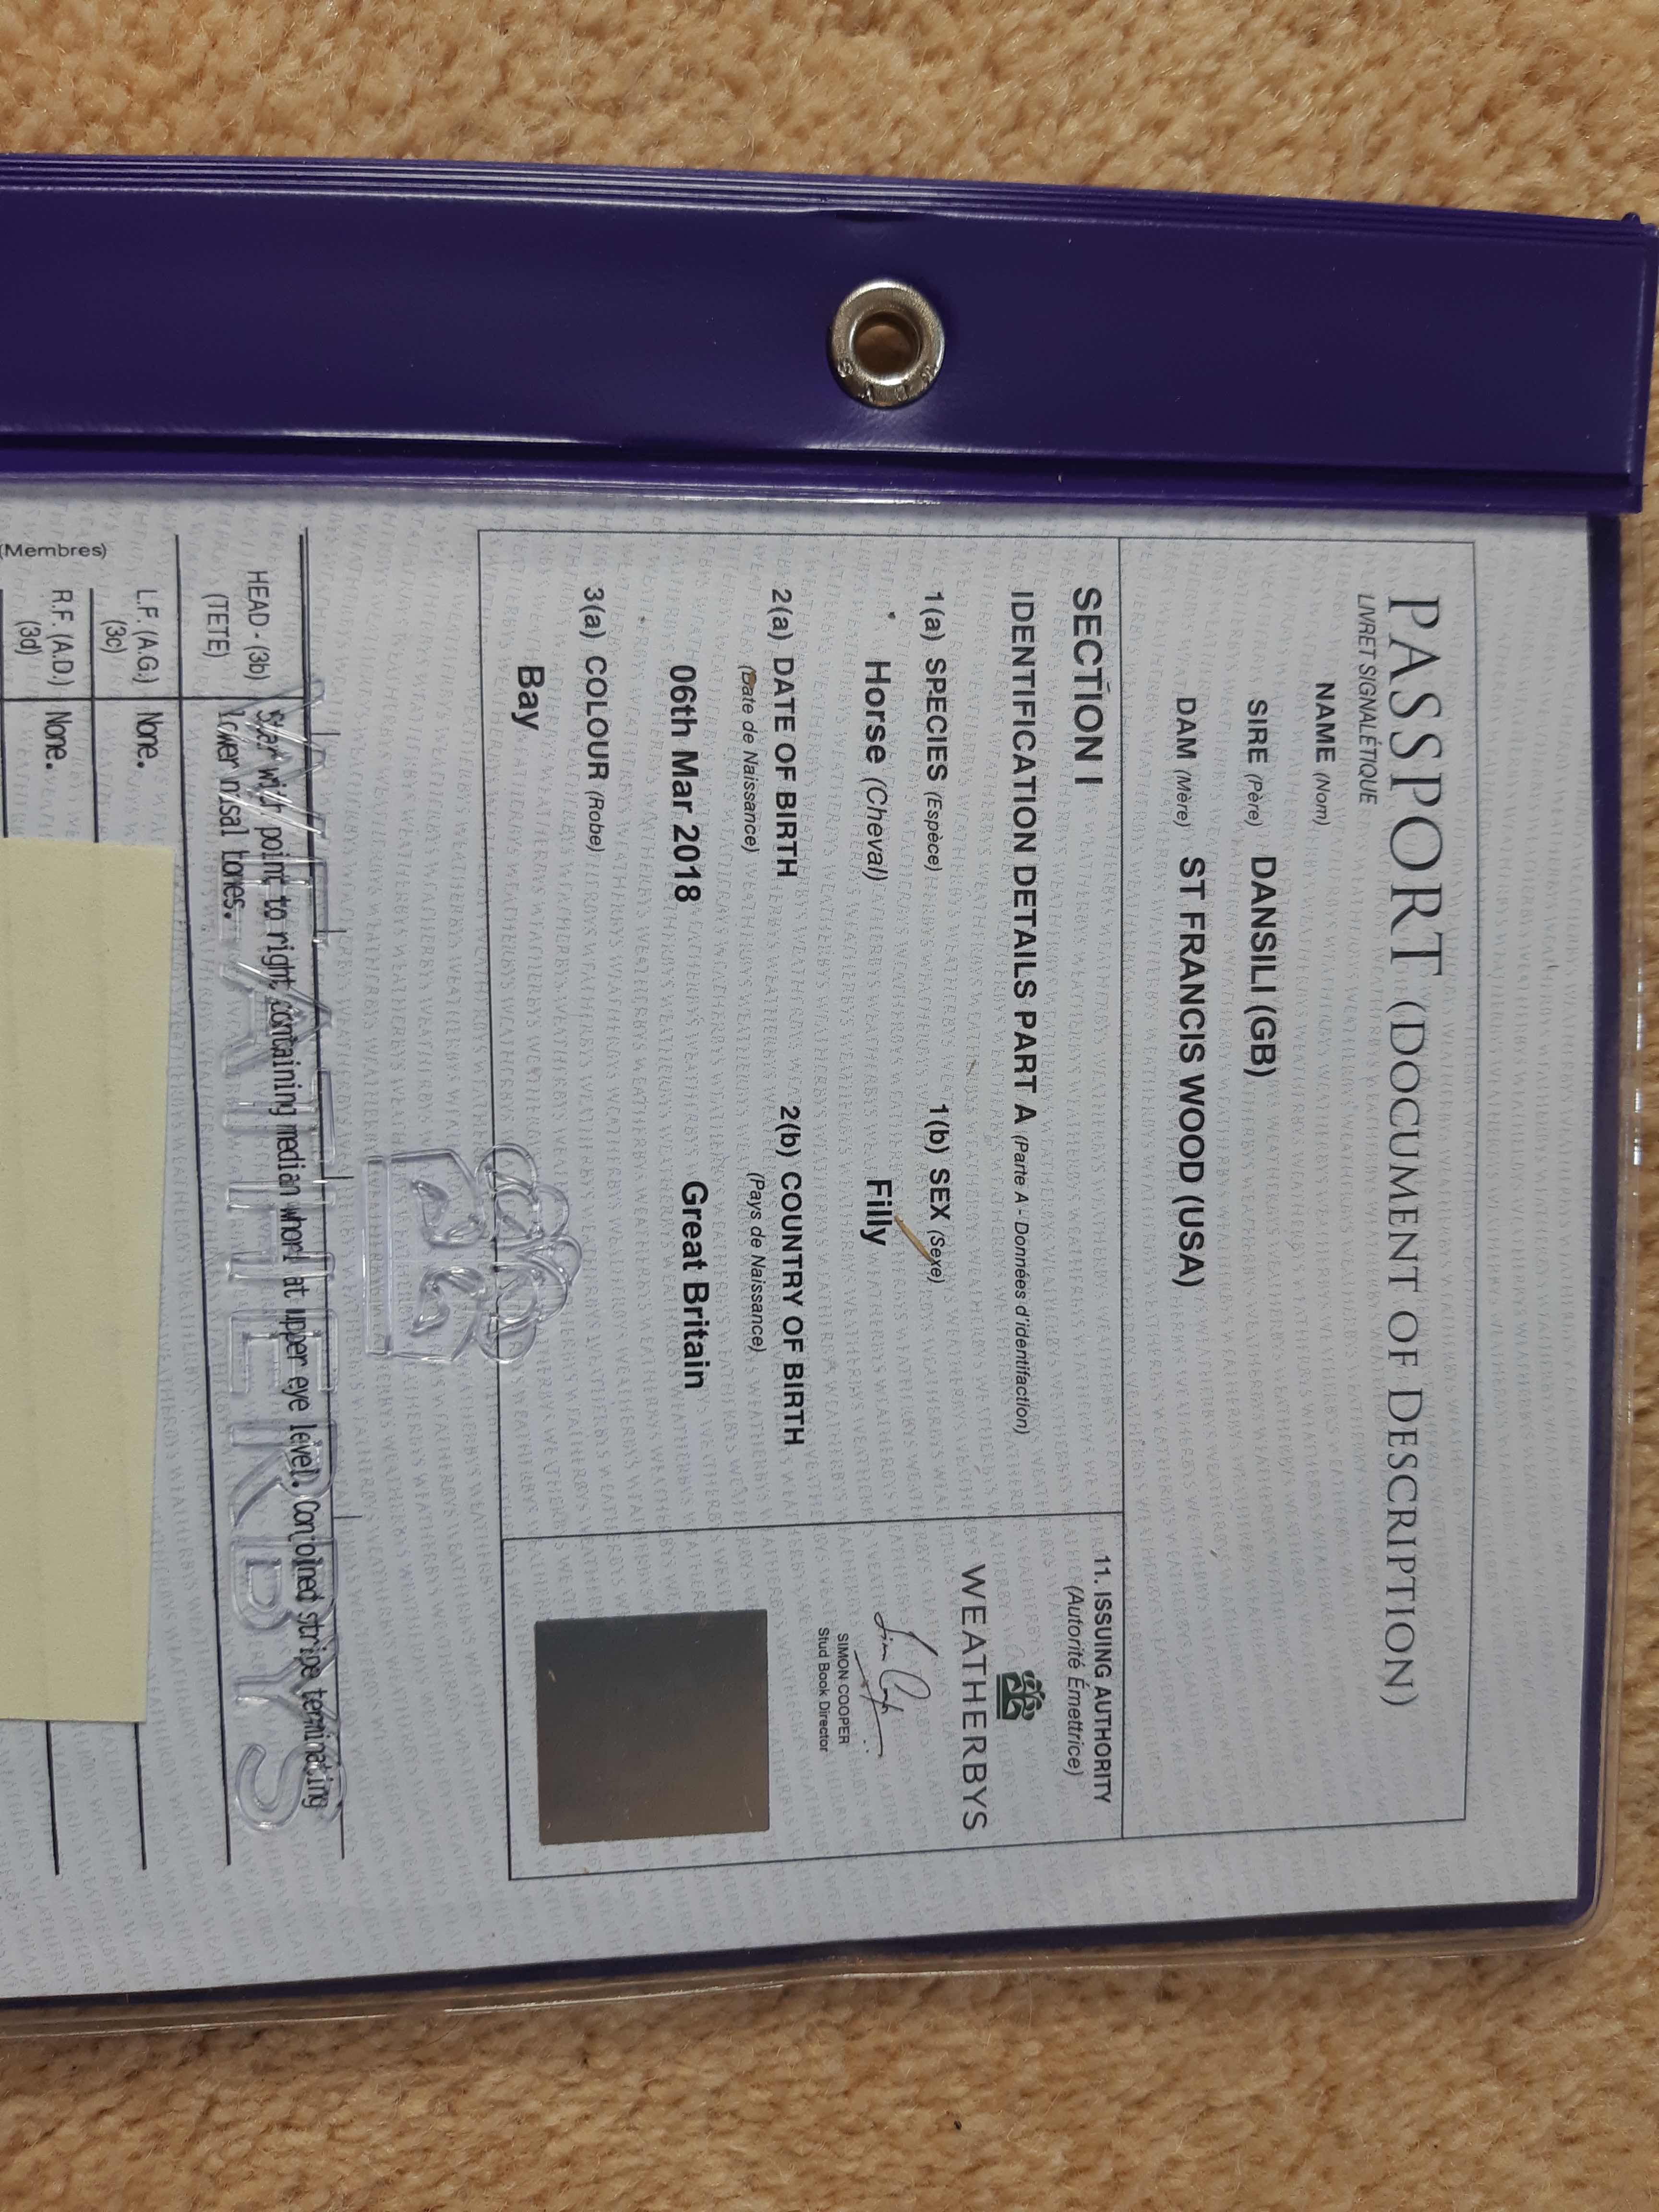 PASSPORT (DOCUMENT OF DESCRIPTION)
LIVRET SIGNALÉTIQUE
NAME (Nom)
SIRE (Père) DANSILI (GB)
DAM (Mère) ST FRANCIS WOOD (USA)
SECTION I
IDENTIFICATION DETAILS PART A (Parte A - Données d'identifaction)
1(a) SPECIES (Espèce) 1(b) SEX (Sexe)
Horse (Cheval) Filly
2(a) DATE OF BIRTH 2(b) COUNTRY OF BIRTH
(Date de Naissance) (Pays de Naissance)
06th Mar 2018 Great Britain
3(a) COLOUR (Robe)
Bay
11. ISSUING AUTHORITY
(Autorité Émettrice)
WEATHERBYS
SIMON COOPER
Stud Book Director
WEATHERBYS
HEAD - (3b) Star with point to right, containing median whorl at upper eye level. Conjoined stripe terminating
(TETE) lower nasal bones.
L.F. (A.G.) None.
(3c)
R.F. (A.D.) None.
(3d)
(Membres)